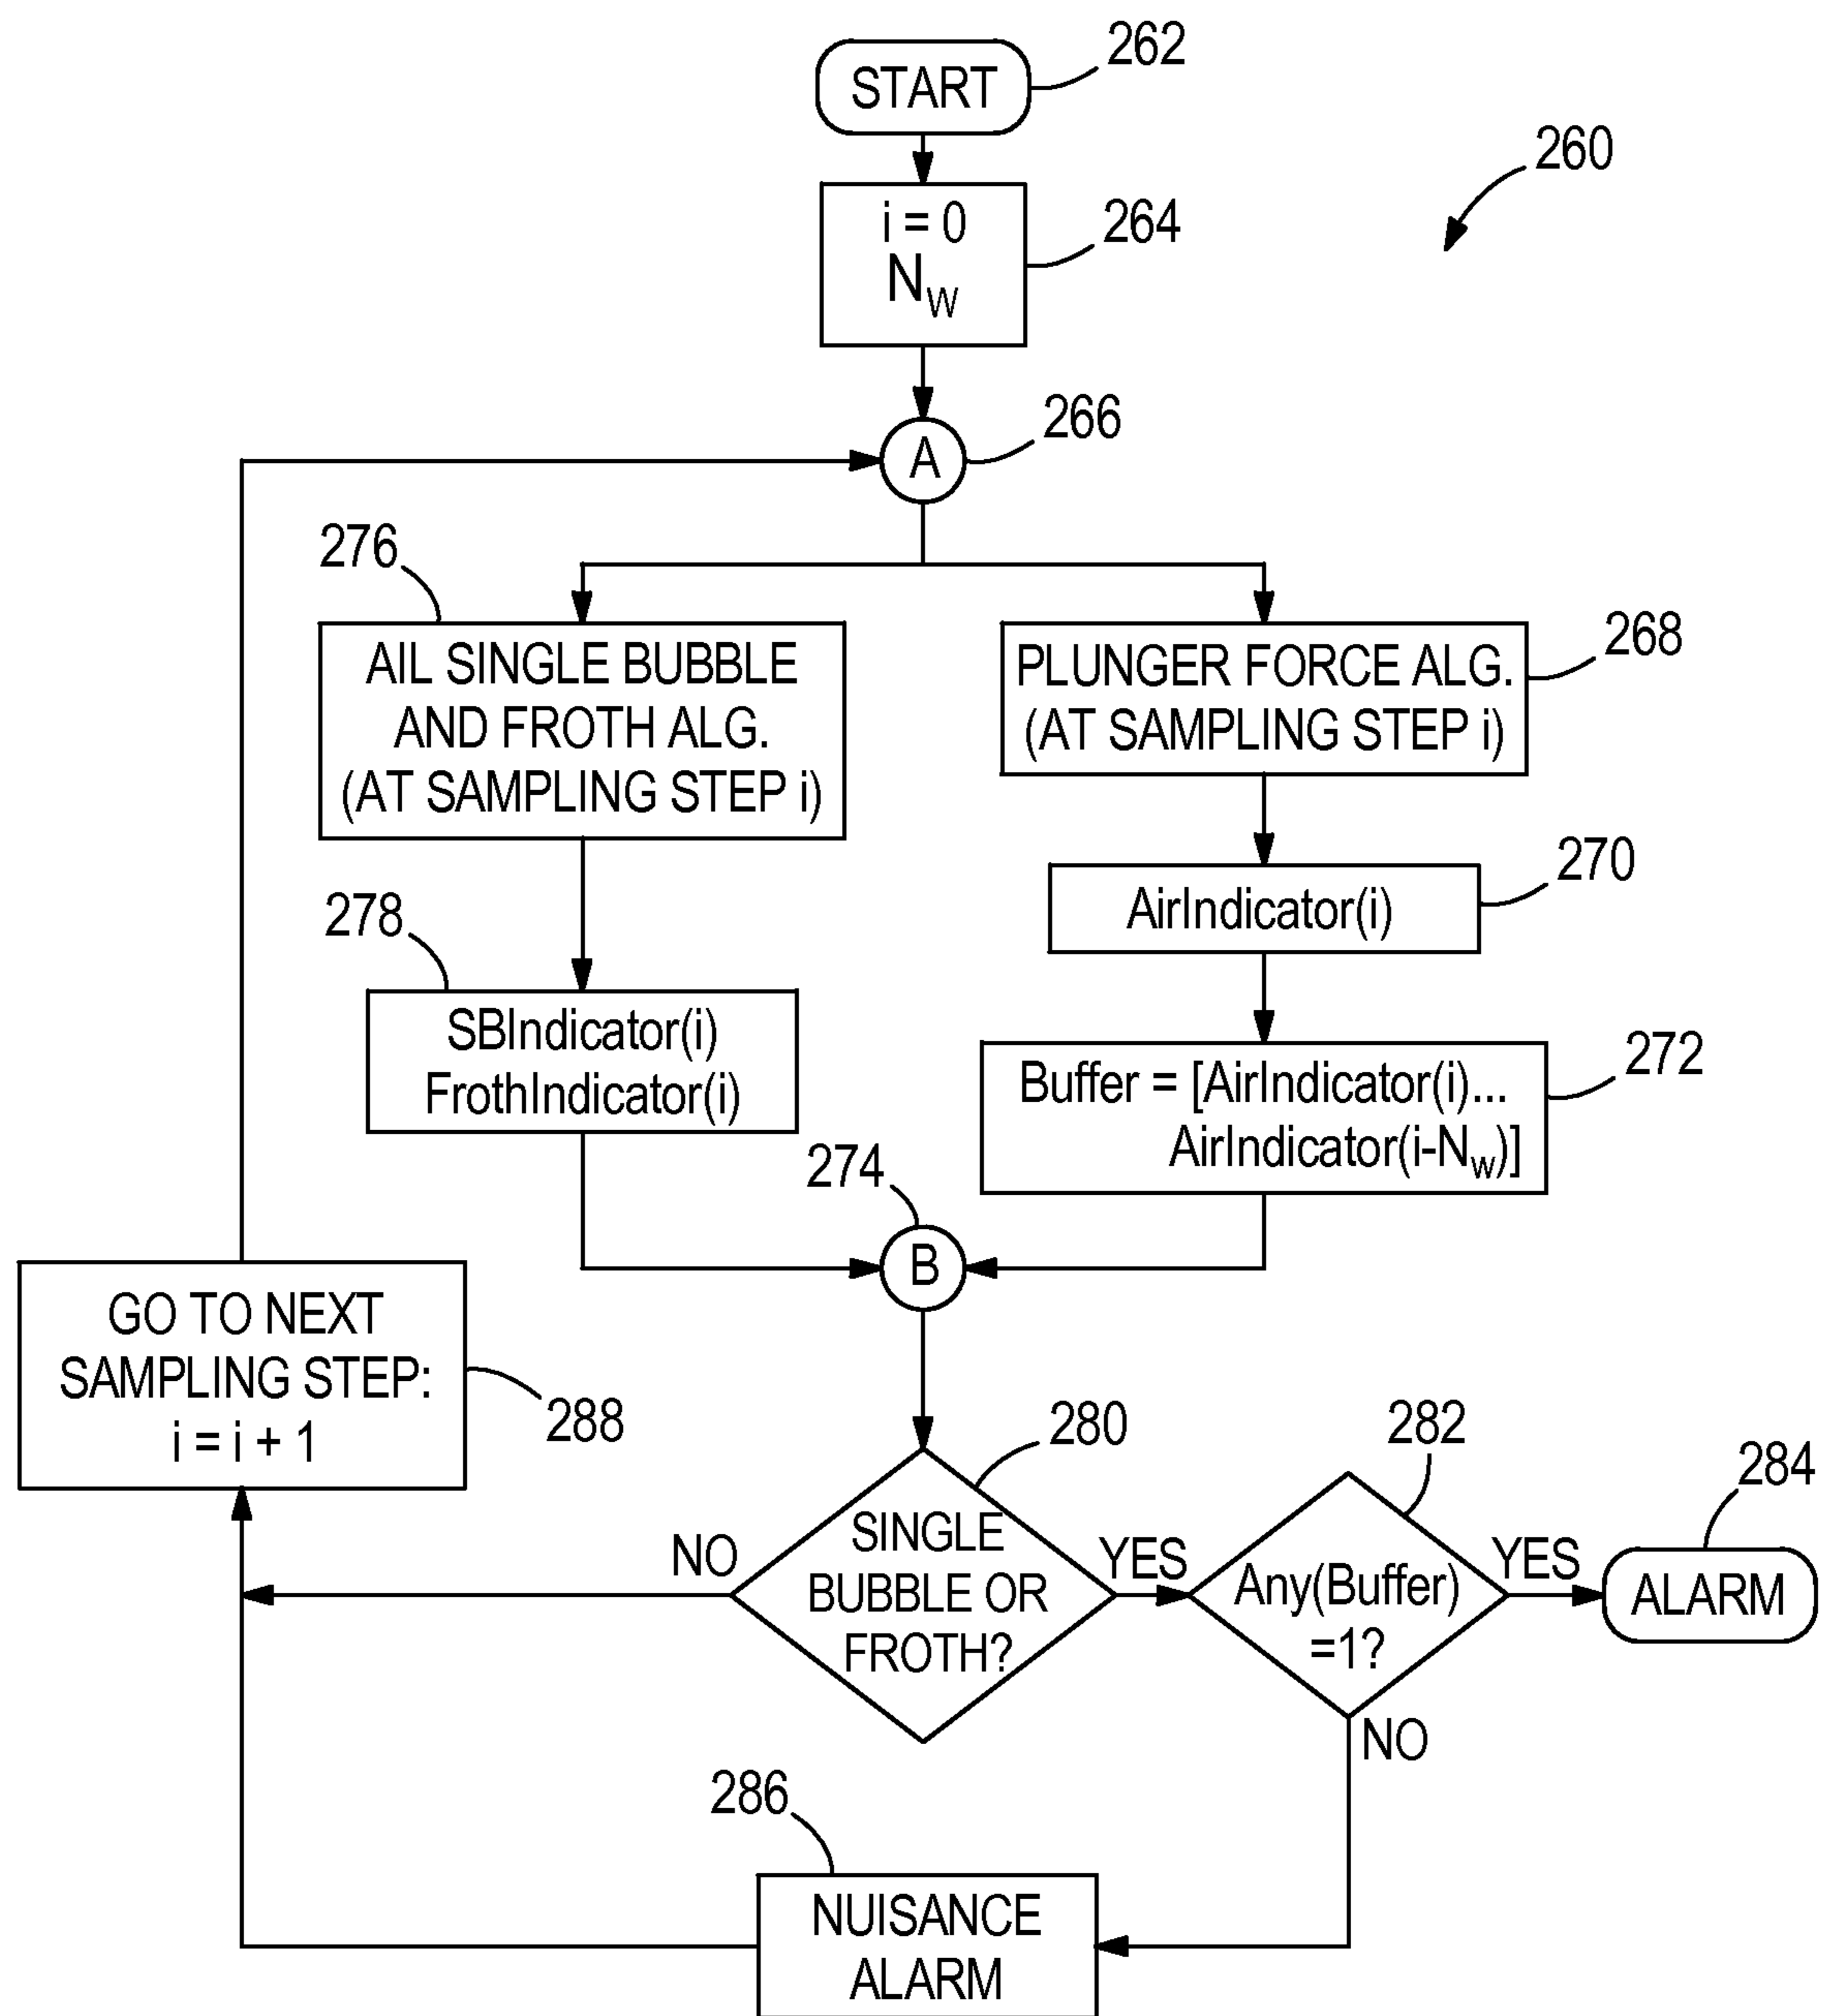 262
START
260
i = 0
N_W
264
266
A
276
AIL SINGLE BUBBLE
AND FROTH ALG.
(AT SAMPLING STEP i)
268
PLUNGER FORCE ALG.
(AT SAMPLING STEP i)
270
AirIndicator(i)
278
SBIndicator(i)
FrothIndicator(i)
272
Buffer = [AirIndicator(i)...
AirIndicator(i-N_w)]
274
B
GO TO NEXT
SAMPLING STEP:
i = i + 1
288
280
SINGLE
BUBBLE OR
FROTH?
NO
YES
282
Any(Buffer)
=1?
YES
NO
284
ALARM
286
NUISANCE
ALARM